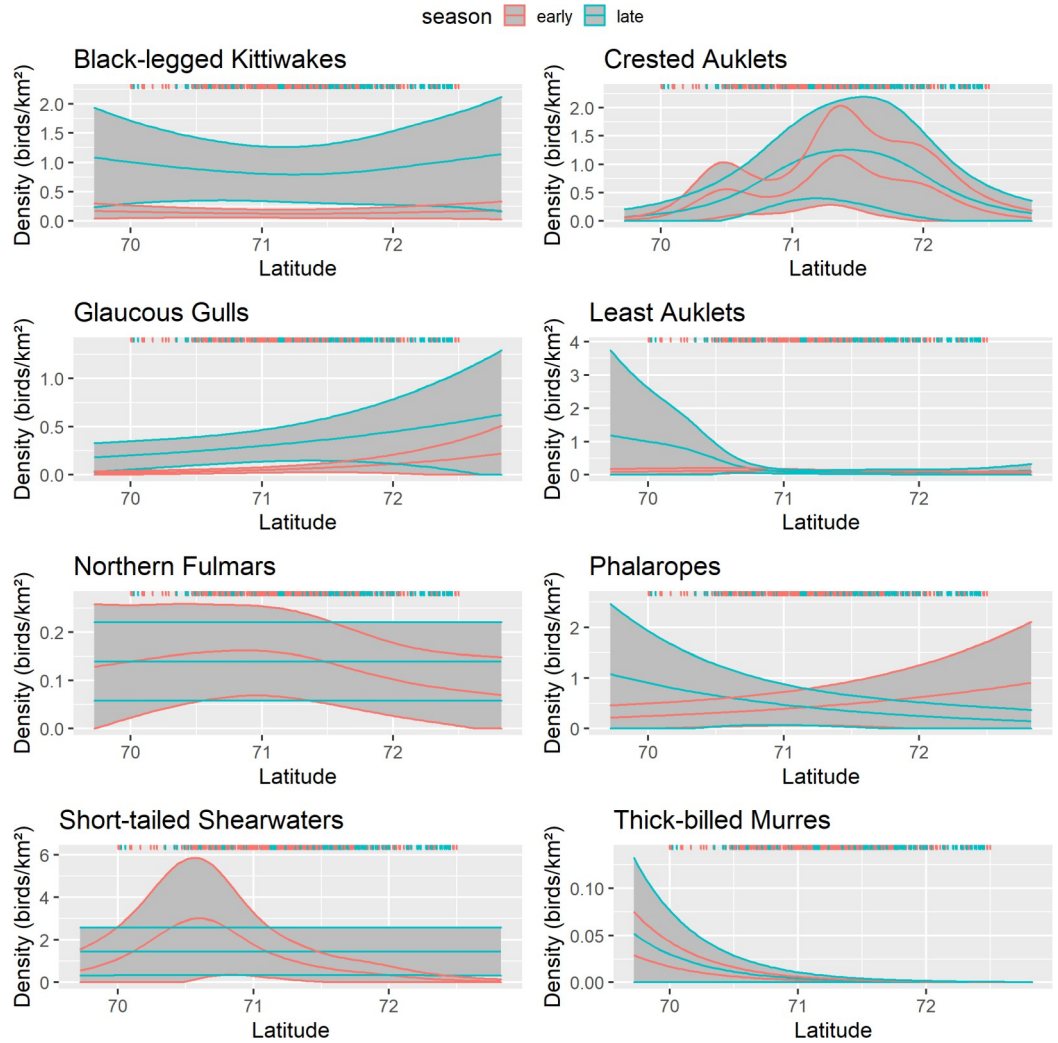 season early late
Black-legged Kittiwakes
Density (birds/km²)
2.0
1.5
1.0
0.5
0.0
70 71 72
Latitude
Crested Auklets
Density (birds/km²)
2.0
1.5
1.0
0.5
0.0
70 71 72
Latitude
Glaucous Gulls
Density (birds/km²)
1.0
0.5
0.0
70 71 72
Latitude
Least Auklets
Density (birds/km²)
4
3
2
1
0
70 71 72
Latitude
Northern Fulmars
Density (birds/km²)
0.2
0.1
0.0
70 71 72
Latitude
Phalaropes
Density (birds/km²)
2
1
0
70 71 72
Latitude
Short-tailed Shearwaters
Density (birds/km²)
6
4
2
0
70 71 72
Latitude
Thick-billed Murres
Density (birds/km²)
0.10
0.05
0.00
70 71 72
Latitude